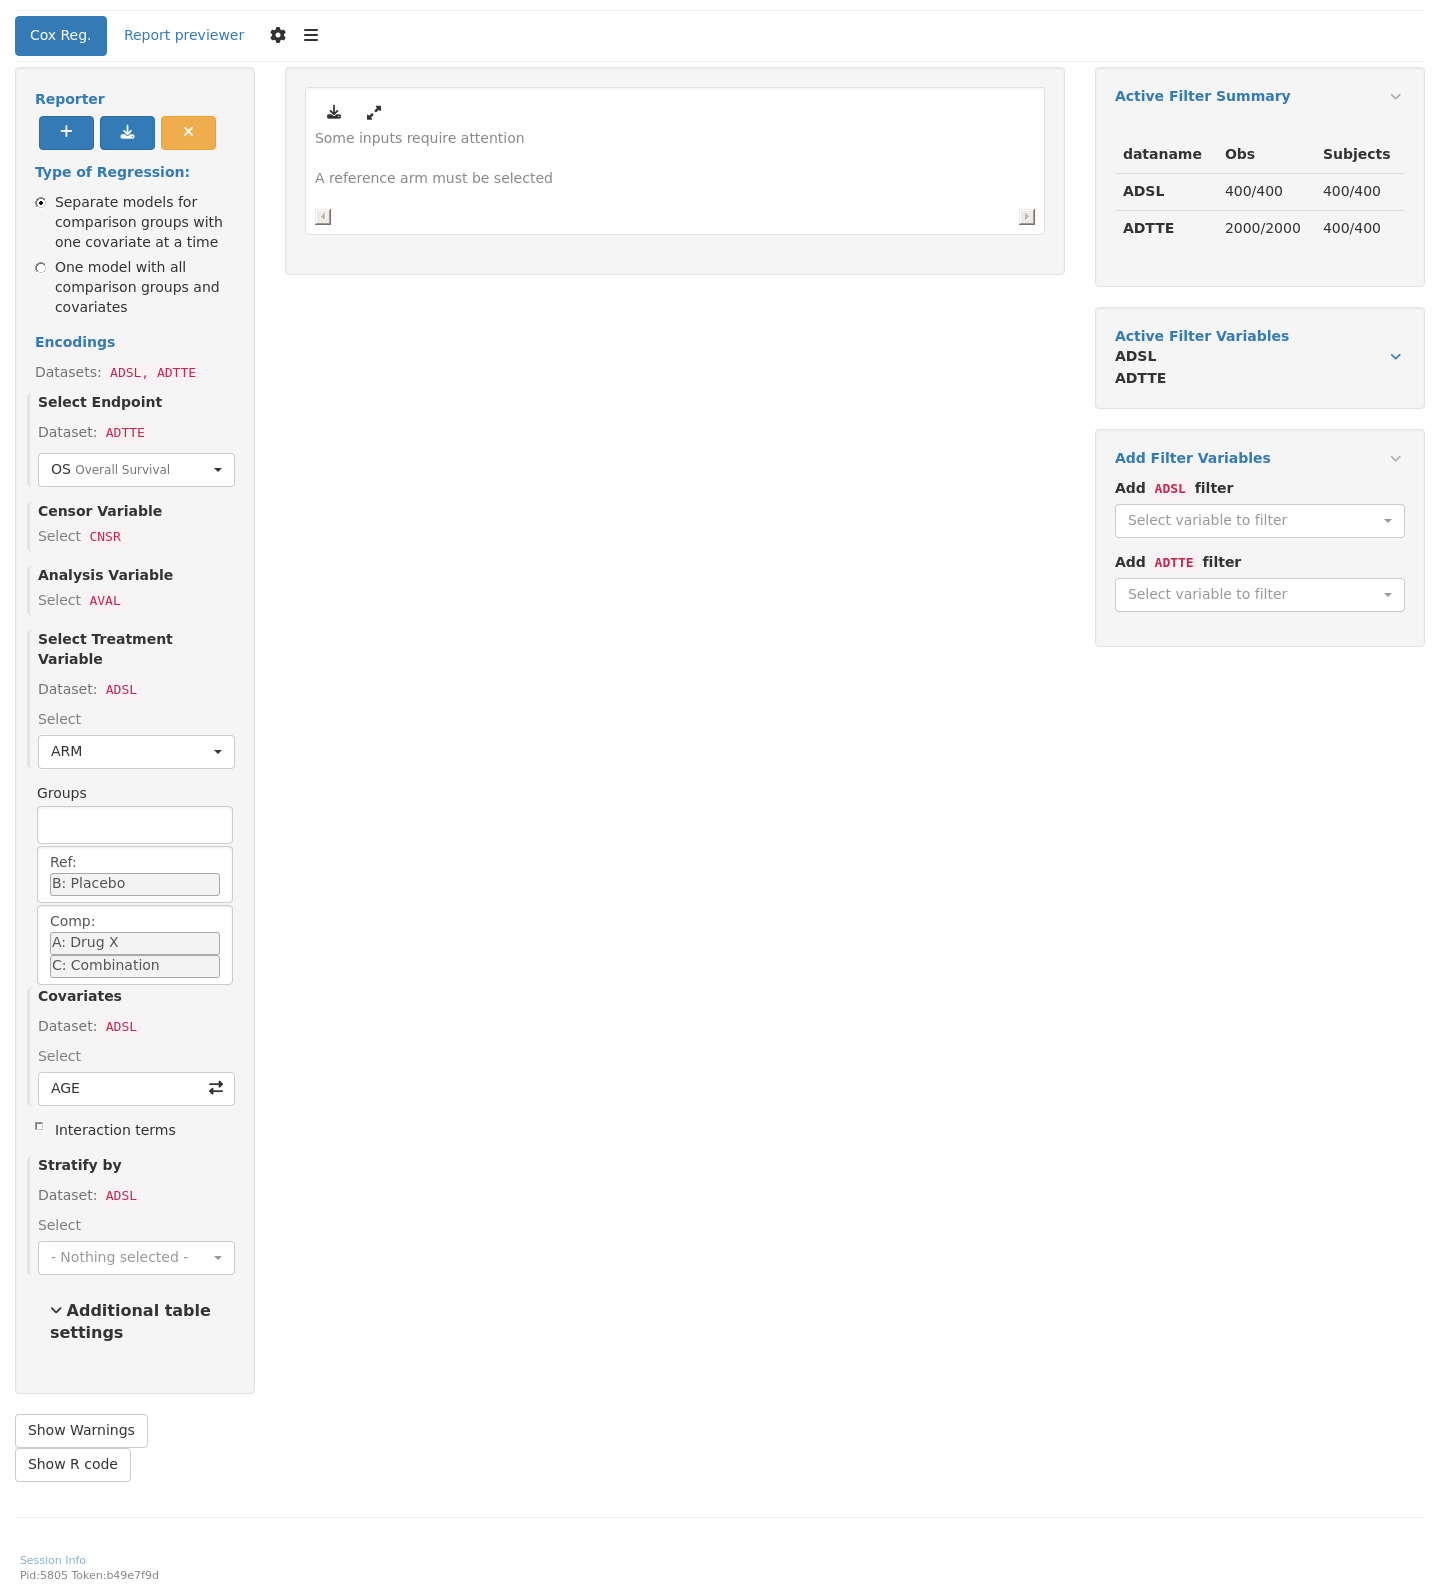 Cox Reg.
Report previewer
Reporter
Type of Regression:
Separate models for
comparison groups with
one covariate at a time
One model with all
comparison groups and
covariates
Encodings
Datasets: ADSL, ADTTE
Select Endpoint
Dataset: ADTTE
OS Overall Survival
Censor Variable
Select CNSR
Analysis Variable
Select AVAL
Select Treatment
Variable
Dataset: ADSL
Select
ARM
Groups
Ref:
B: Placebo
Comp:
A: Drug X
C: Combination
Covariates
Dataset: ADSL
Select
AGE
Interaction terms
Stratify by
Dataset: ADSL
Select
- Nothing selected -
Additional table
settings
Show Warnings
Show R code
Some inputs require attention
A reference arm must be selected
Active Filter Summary
dataname Obs Subjects
ADSL 400/400 400/400
ADTTE 2000/2000 400/400
Active Filter Variables
ADSL
ADTTE
Add Filter Variables
Add ADSL filter
Select variable to filter
Add ADTTE filter
Select variable to filter
Session Info
Pid:5805 Token:b49e7f9d